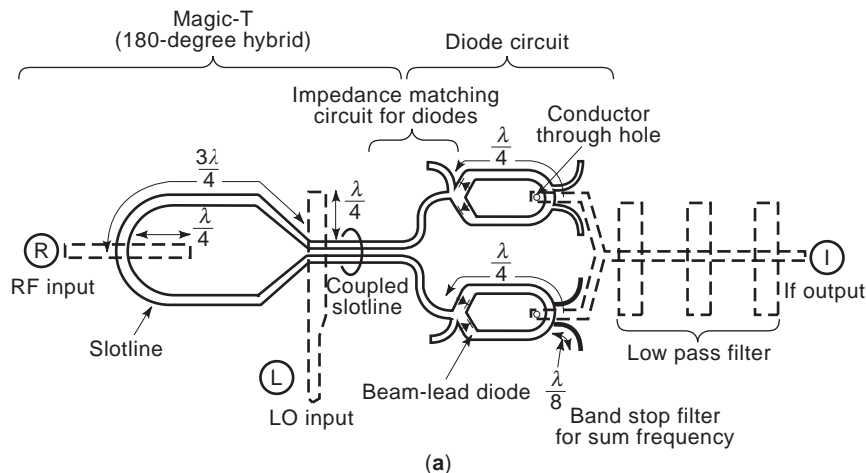 Magic-T
(180-degree hybrid)
Diode circuit
Impedance matching
circuit for diodes
Conductor
through hole
3λ
4
λ
4
λ
4
λ
4
R
RF input
Slotline
Coupled
slotline
λ
4
I
If output
Low pass filter
L
LO input
Beam-lead diode
λ
8
Band stop filter
for sum frequency
(a)